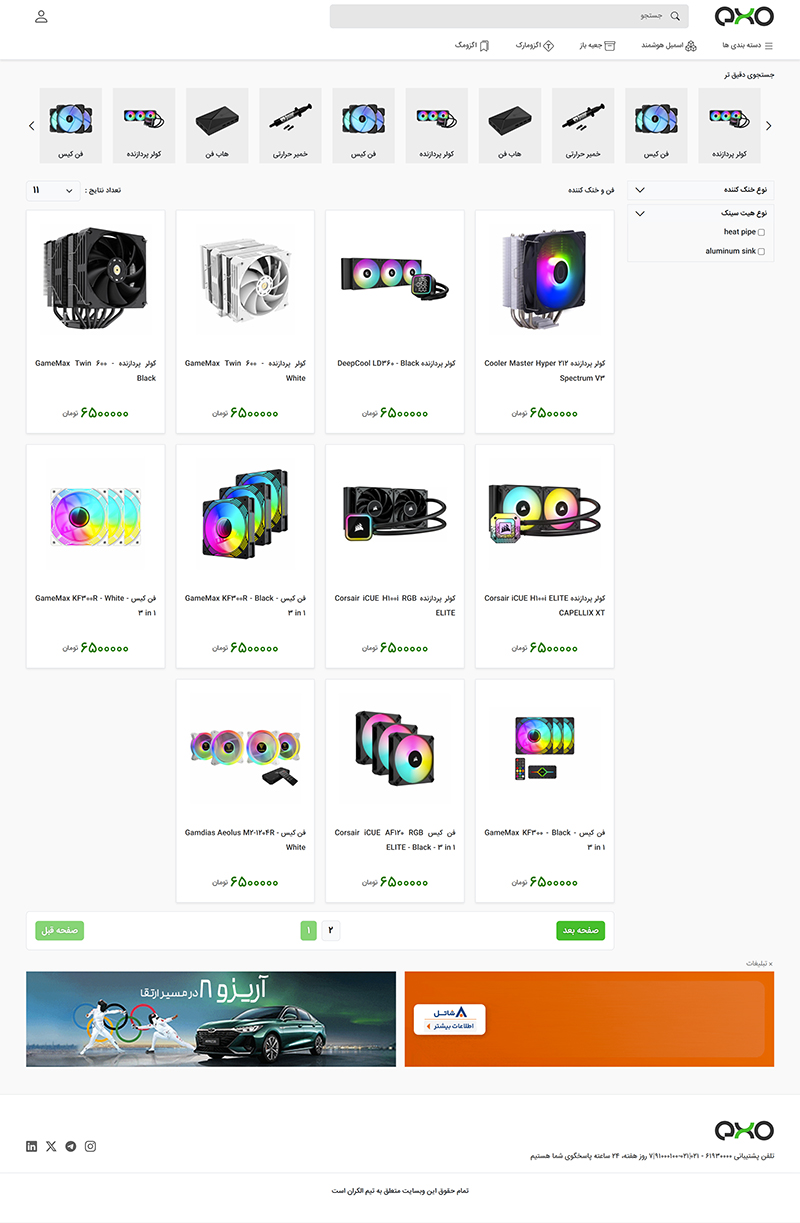 exo
جستجو
دسته بندی ها
اسمبل هوشمند
جعبه باز
اگزومارک
اگزومگ
جستجوی دقیق تر
کولر پردازنده
فن کیس
خمیر حرارتی
هاب فن
کولر پردازنده
فن کیس
خمیر حرارتی
هاب فن
کولر پردازنده
فن کیس
نوع خنک کننده
نوع هیت سینک
heat pipe
aluminum sink
فن و خنک کننده
تعداد نتایج :
۱۱
کولر پردازنده Cooler Master Hyper ۲۱۲
Spectrum V۳
۶۵۰۰۰۰۰ تومان
کولر پردازنده DeepCool LD۳۶۰ - Black
۶۵۰۰۰۰۰ تومان
کولر پردازنده - GameMax Twin ۶۰۰
White
۶۵۰۰۰۰۰ تومان
کولر پردازنده - GameMax Twin ۶۰۰
Black
۶۵۰۰۰۰۰ تومان
کولر پردازنده Corsair iCUE H۱۰۰i ELITE
CAPELLIX XT
۶۵۰۰۰۰۰ تومان
کولر پردازنده Corsair iCUE H۱۰۰i RGB
ELITE
۶۵۰۰۰۰۰ تومان
فن کیس - GameMax KF۳۰۰R - Black
۳ in ۱
۶۵۰۰۰۰۰ تومان
فن کیس - GameMax KF۳۰۰R - White
۳ in ۱
۶۵۰۰۰۰۰ تومان
فن کیس - GameMax KF۳۰۰ - Black
۳ in ۱
۶۵۰۰۰۰۰ تومان
فن کیس Corsair iCUE AF۱۲۰ RGB
ELITE - Black - ۳ in ۱
۶۵۰۰۰۰۰ تومان
فن کیس - Gamdias Aeolus M۲-۱۲۰۴R
White
۶۵۰۰۰۰۰ تومان
صفحه بعد
۲
۱
صفحه قبل
× تبلیغات
شاتل
اطلاعات بیشتر
آریزو ۸ در مسیر ارتقا
exo
تلفن پشتیبانی ۶۱۹۳۰۰۰۰ - ۰۲۱|۹۱۰۰۰۱۰۰-۰۲۱|۷ روز هفته، ۲۴ ساعته پاسخگوی شما هستیم
تمام حقوق این وبسایت متعلق به تیم الکران است